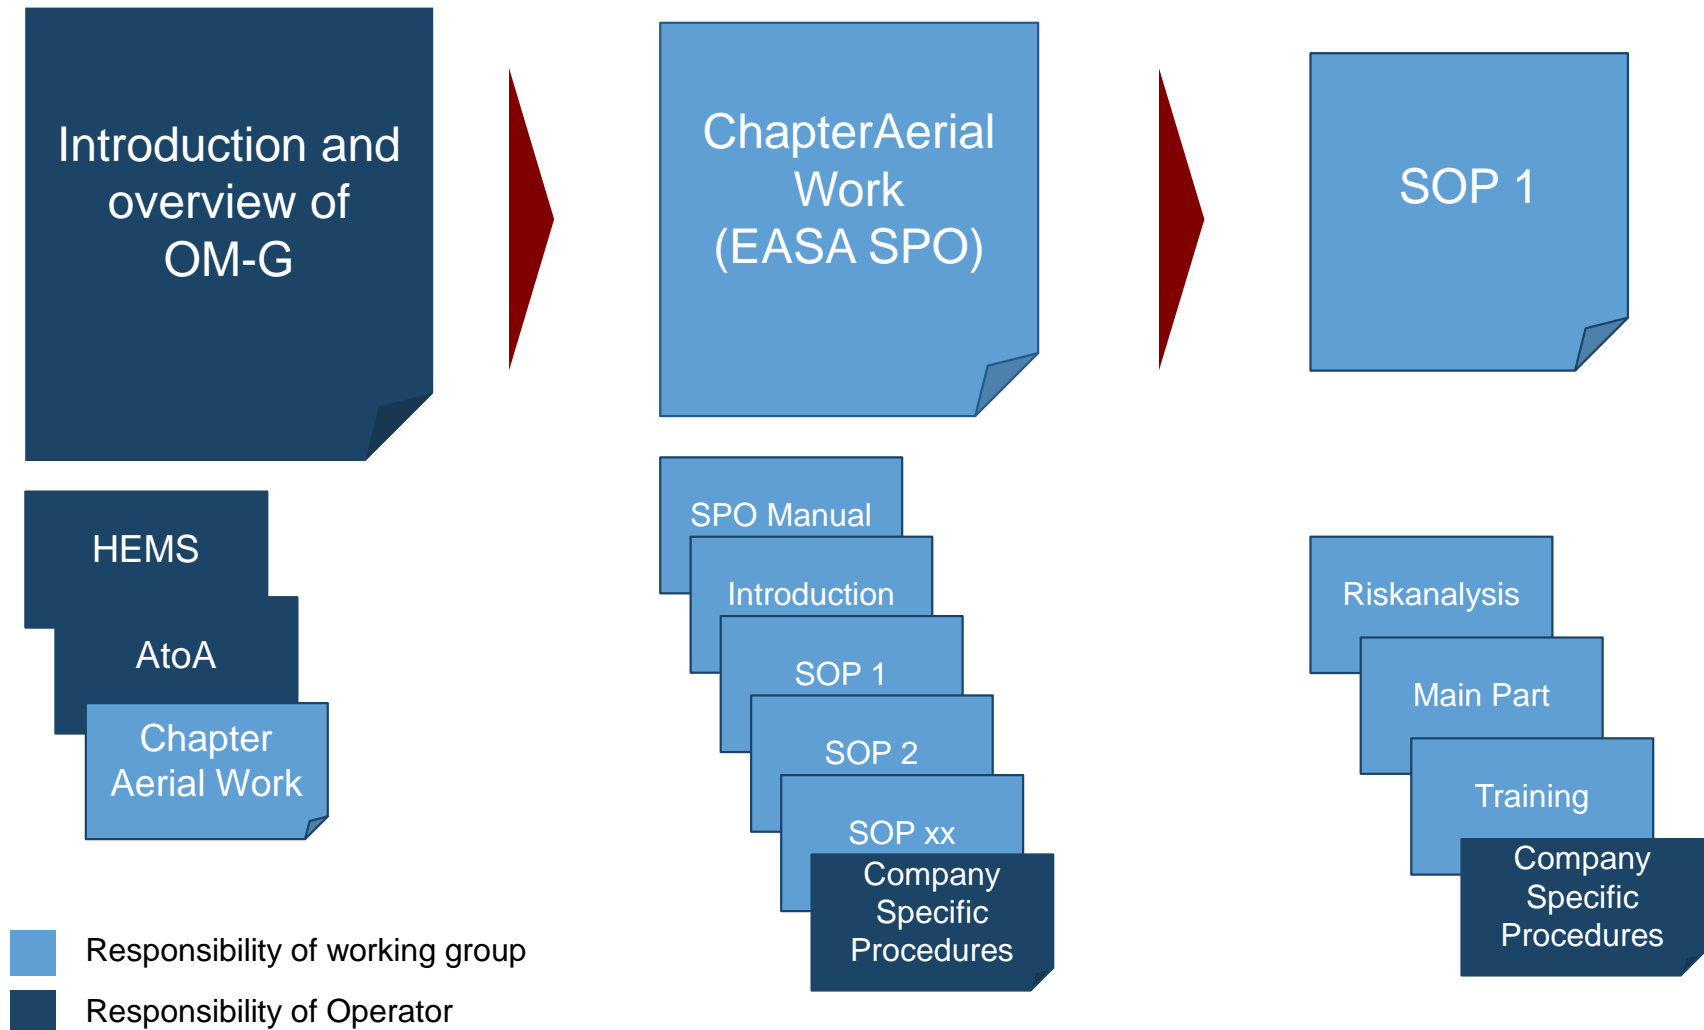 Introduction and
overview of
OM-G
ChapterAerial
Work
(EASA SPO)
SOP 1
HEMS
AtoA
Chapter
Aerial Work
SPO Manual
Introduction
SOP 1
SOP 2
SOP xx
Company
Specific
Procedures
Riskanalysis
Main Part
Training
Company
Specific
Procedures
Responsibility of working group
Responsibility of Operator